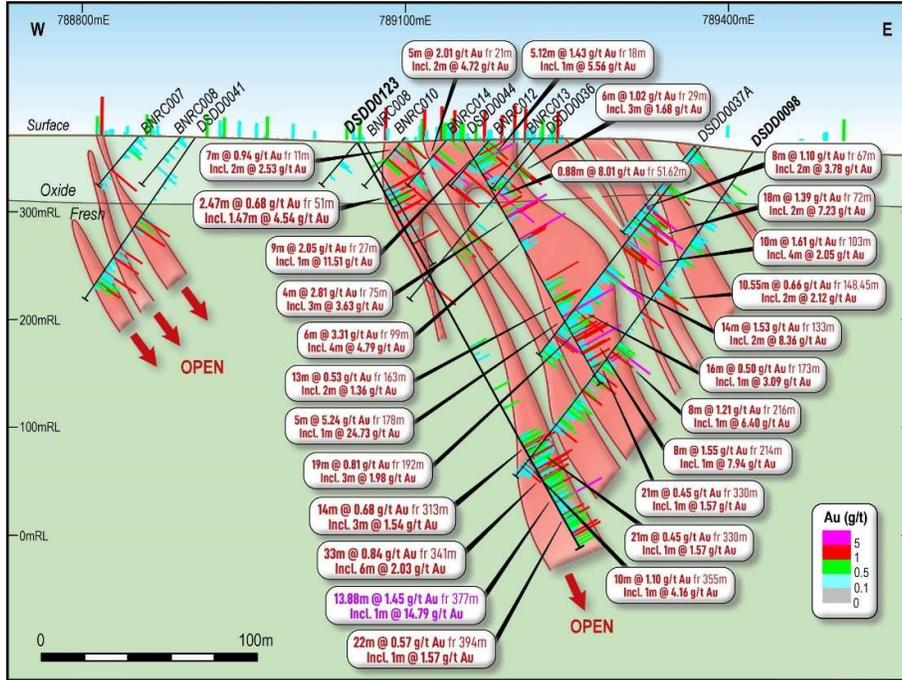 788800mE
789100mE
789400mE
W
E
Surface
Oxide
Fresh
300mRL
200mRL
100mRL
0mRL
BNRC007
BNRC008
DSDD0041
DSDD0123
BNRC008
BNRC010
BNRC014
DSDD0044
BNRC012
BNRC013
DSDD0036
DSDD0037A
DSDD0098
5m @ 2.01 g/t Au fr 21m
Incl. 2m @ 4.72 g/t Au
5.12m @ 1.43 g/t Au fr 18m
Incl. 1m @ 5.56 g/t Au
6m @ 1.02 g/t Au fr 29m
Incl. 3m @ 1.68 g/t Au
0.88m @ 8.01 g/t Au fr 51.62m
7m @ 0.94 g/t Au fr 11m
Incl. 2m @ 2.53 g/t Au
2.47m @ 0.68 g/t Au fr 51m
Incl. 1.47m @ 4.54 g/t Au
9m @ 2.05 g/t Au fr 27m
Incl. 1m @ 11.51 g/t Au
4m @ 2.81 g/t Au fr 75m
Incl. 3m @ 3.63 g/t Au
6m @ 3.31 g/t Au fr 99m
Incl. 4m @ 4.79 g/t Au
13m @ 0.53 g/t Au fr 163m
Incl. 2m @ 1.36 g/t Au
5m @ 5.24 g/t Au fr 178m
Incl. 1m @ 24.73 g/t Au
19m @ 0.81 g/t Au fr 192m
Incl. 3m @ 1.98 g/t Au
14m @ 0.68 g/t Au fr 313m
Incl. 3m @ 1.54 g/t Au
33m @ 0.84 g/t Au fr 341m
Incl. 6m @ 2.03 g/t Au
13.88m @ 1.45 g/t Au fr 377m
Incl. 1m @ 14.79 g/t Au
22m @ 0.57 g/t Au fr 394m
Incl. 1m @ 1.57 g/t Au
8m @ 1.10 g/t Au fr 67m
Incl. 2m @ 3.78 g/t Au
18m @ 1.39 g/t Au fr 72m
Incl. 2m @ 7.23 g/t Au
10m @ 1.61 g/t Au fr 103m
Incl. 4m @ 2.05 g/t Au
10.55m @ 0.66 g/t Au fr 148.45m
Incl. 2m @ 2.12 g/t Au
14m @ 1.53 g/t Au fr 133m
Incl. 2m @ 8.36 g/t Au
16m @ 0.50 g/t Au fr 173m
Incl. 1m @ 3.09 g/t Au
8m @ 1.21 g/t Au fr 216m
Incl. 1m @ 6.40 g/t Au
8m @ 1.55 g/t Au fr 214m
Incl. 1m @ 7.94 g/t Au
21m @ 0.45 g/t Au fr 330m
Incl. 1m @ 1.57 g/t Au
21m @ 0.45 g/t Au fr 330m
Incl. 1m @ 1.57 g/t Au
10m @ 1.10 g/t Au fr 355m
Incl. 1m @ 4.16 g/t Au
OPEN
OPEN
Au (g/t)
5
1
0.5
0.1
0
0
100m